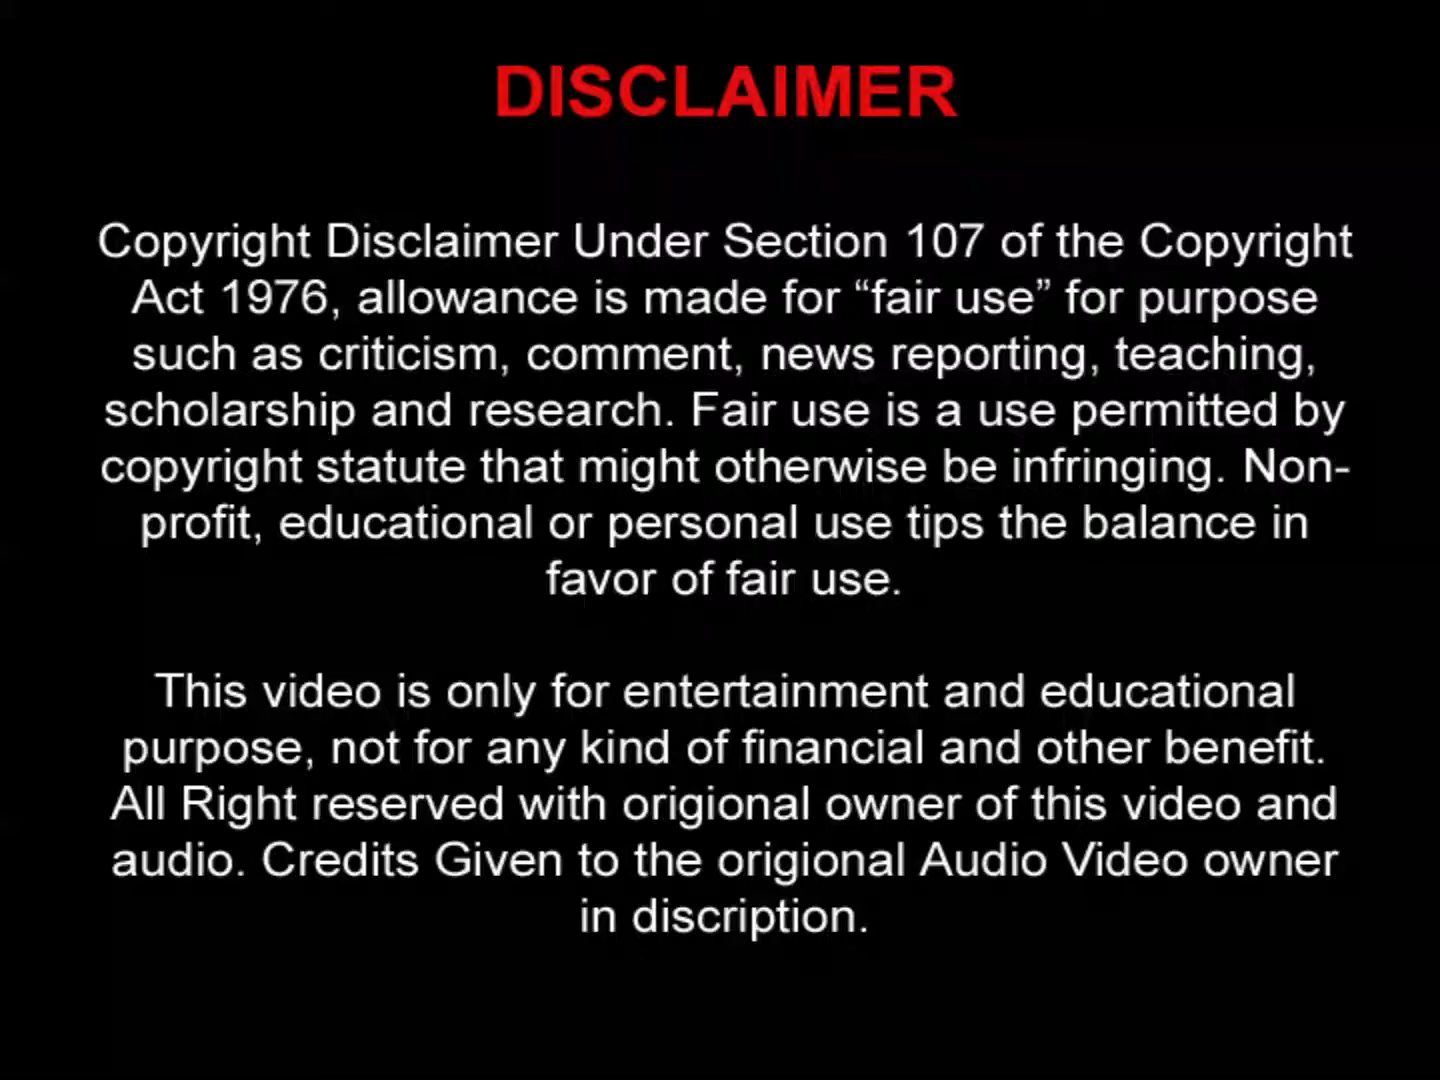 DISCLAIMER
Copyright Disclaimer Under Section 107 of the Copyright
Act 1976, allowance is made for “fair use” for purpose
such as criticism, comment, news reporting, teaching,
scholarship and research. Fair use is a use permitted by
copyright statute that might otherwise be infringing. Non-
profit, educational or personal use tips the balance in
favor of fair use.
This video is only for entertainment and educational
purpose, not for any kind of financial and other benefit.
All Right reserved with origional owner of this video and
audio. Credits Given to the origional Audio Video owner
in discription.